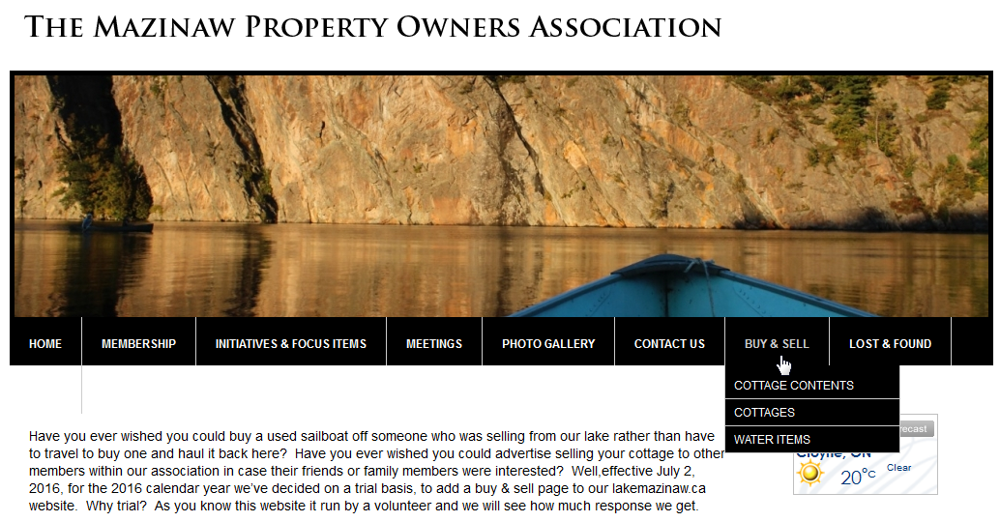 The Mazinaw Property Owners Association
HOME MEMBERSHIP INITIATIVES & FOCUS ITEMS MEETINGS PHOTO GALLERY CONTACT US BUY & SELL LOST & FOUND
COTTAGE CONTENTS
COTTAGES
WATER ITEMS
Have you ever wished you could buy a used sailboat off someone who was selling from our lake rather than have
to travel to buy one and haul it back here?  Have you ever wished you could advertise selling your cottage to other
members within our association in case their friends or family members were interested?  Well,effective July 2,
2016, for the 2016 calendar year we've decided on a trial basis, to add a buy & sell page to our lakemazinaw.ca
website.  Why trial?  As you know this website it run by a volunteer and we will see how much response we get.
recast
Cloyne, ON
20°C Clear